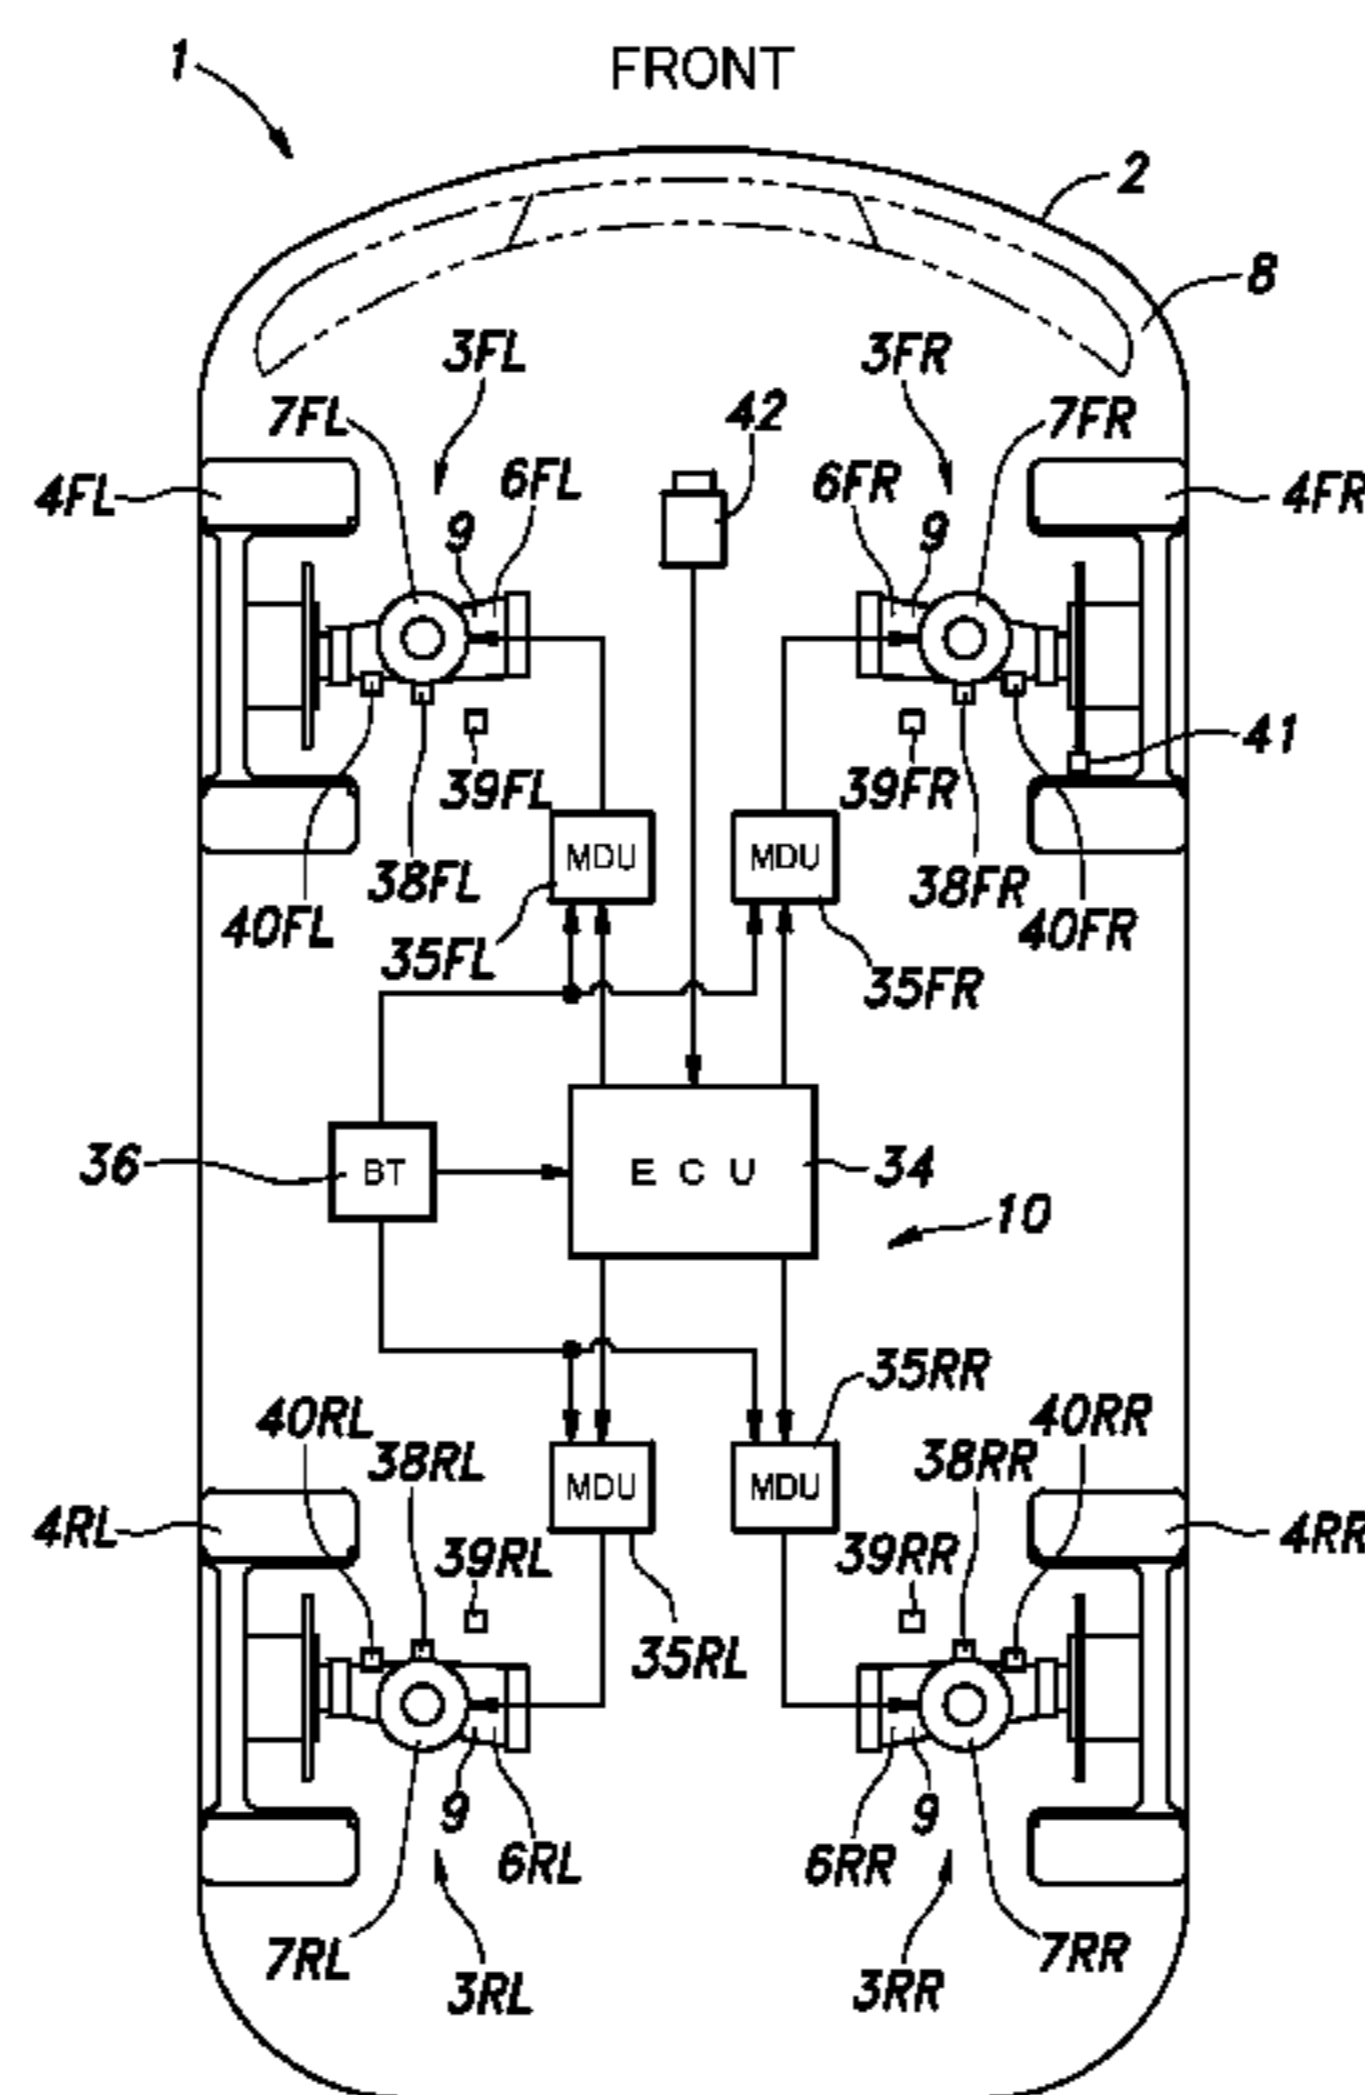 FRONT
1
2
8
3FL
3FR
7FL
42
7FR
4FL
6FL
6FR
4FR
9
9
41
39FL
39FR
MDU
MDU
38FL
38FR
40FL
40FR
35FL
35FR
36
BT
E C U
34
10
35RR
40RL
40RR
38RL
38RR
MDU
MDU
4RL
4RR
39RL
39RR
35RL
9
9
6RL
6RR
7RL
7RR
3RL
3RR